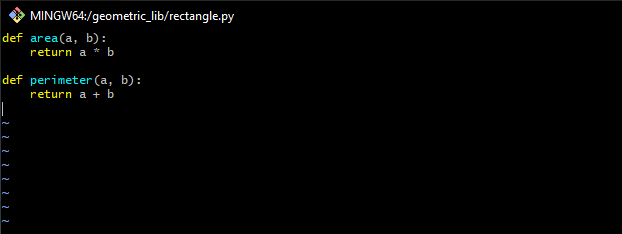 MINGW64:/geometric_lib/rectangle.py
def area(a, b):
    return a * b

def perimeter(a, b):
    return a + b

~
~
~
~
~
~
~
~